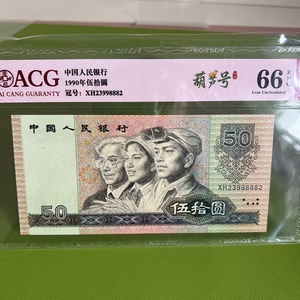 ACG
AI CANG GUARANTY
中国人民银行
1990年伍拾圆
冠号：XH23998882
葫芦号
66 EPQ
Gem Uncirculated
中国人民银行
50
XH23998882
50
伍拾圆